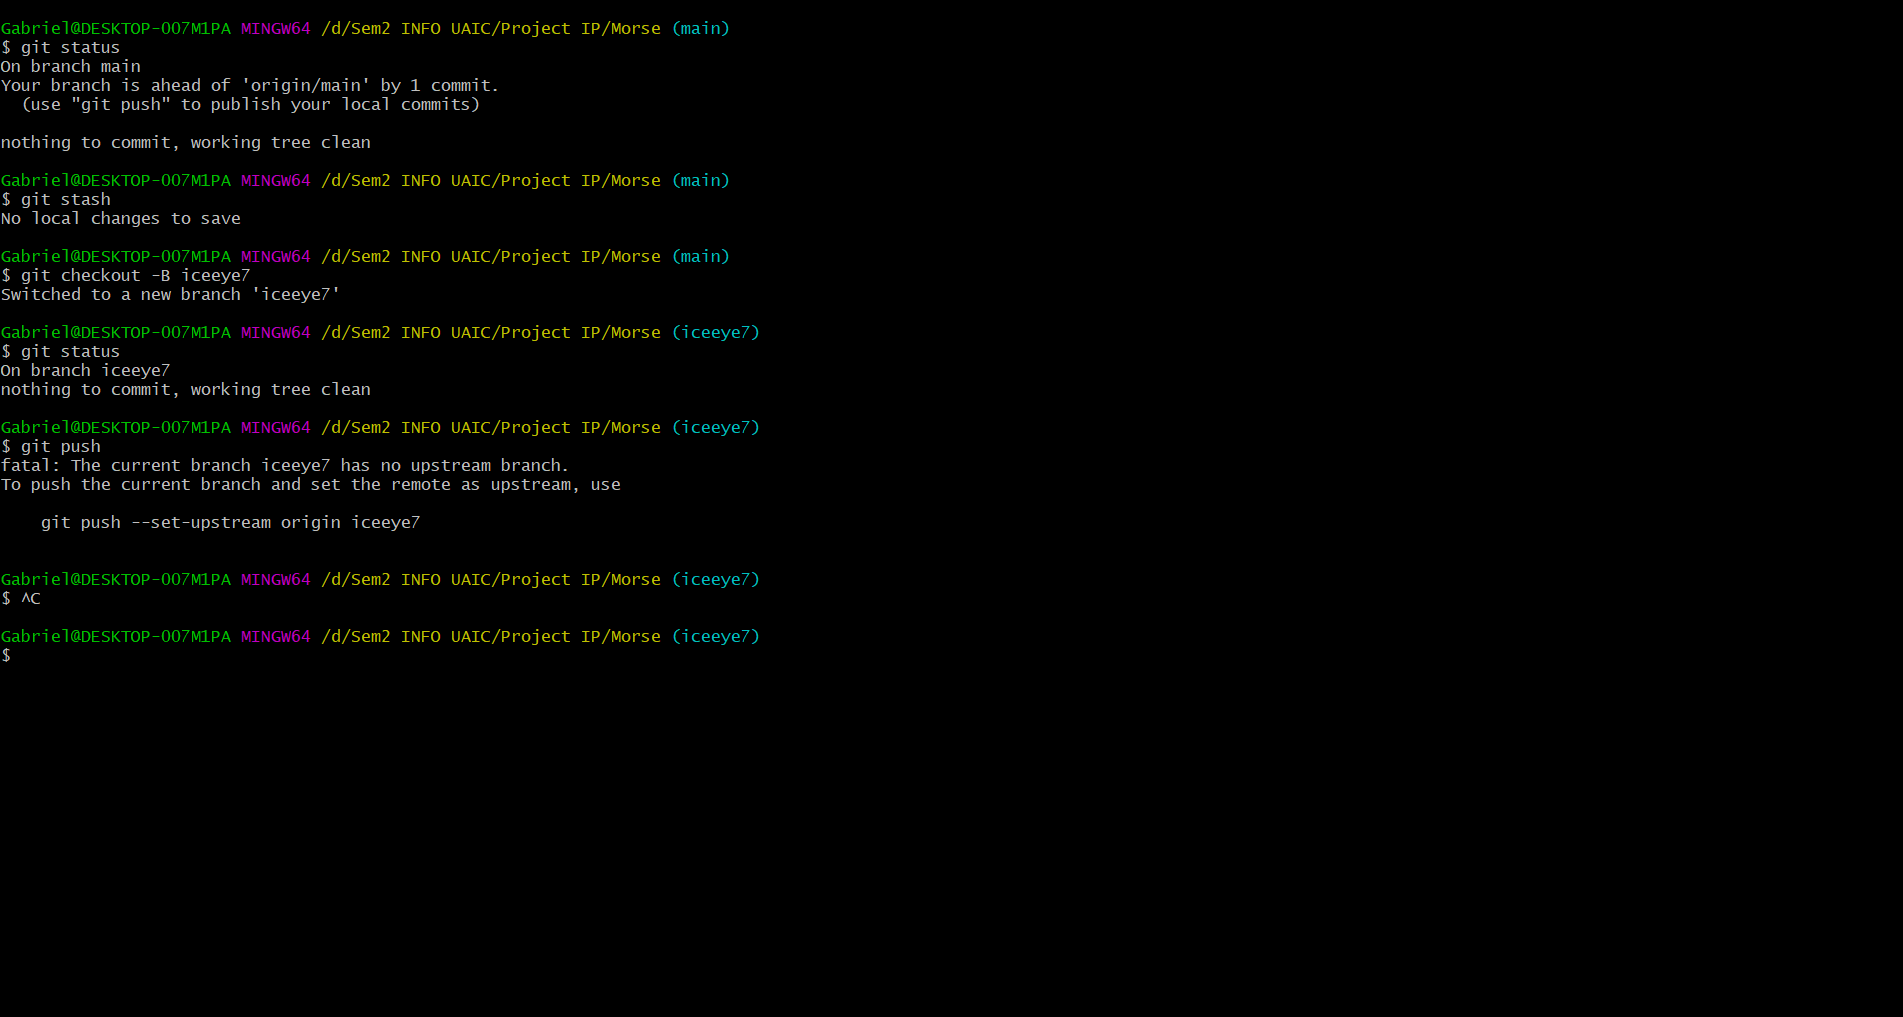 Gabriel@DESKTOP-OO7M1PA MINGW64 /d/Sem2 INFO UAIC/Project IP/Morse (main)
$ git status
On branch main
Your branch is ahead of 'origin/main' by 1 commit.
  (use "git push" to publish your local commits)

nothing to commit, working tree clean

Gabriel@DESKTOP-OO7M1PA MINGW64 /d/Sem2 INFO UAIC/Project IP/Morse (main)
$ git stash
No local changes to save

Gabriel@DESKTOP-OO7M1PA MINGW64 /d/Sem2 INFO UAIC/Project IP/Morse (main)
$ git checkout -B iceeye7
Switched to a new branch 'iceeye7'

Gabriel@DESKTOP-OO7M1PA MINGW64 /d/Sem2 INFO UAIC/Project IP/Morse (iceeye7)
$ git status
On branch iceeye7
nothing to commit, working tree clean

Gabriel@DESKTOP-OO7M1PA MINGW64 /d/Sem2 INFO UAIC/Project IP/Morse (iceeye7)
$ git push
fatal: The current branch iceeye7 has no upstream branch.
To push the current branch and set the remote as upstream, use

    git push --set-upstream origin iceeye7

Gabriel@DESKTOP-OO7M1PA MINGW64 /d/Sem2 INFO UAIC/Project IP/Morse (iceeye7)
$ ^C

Gabriel@DESKTOP-OO7M1PA MINGW64 /d/Sem2 INFO UAIC/Project IP/Morse (iceeye7)
$